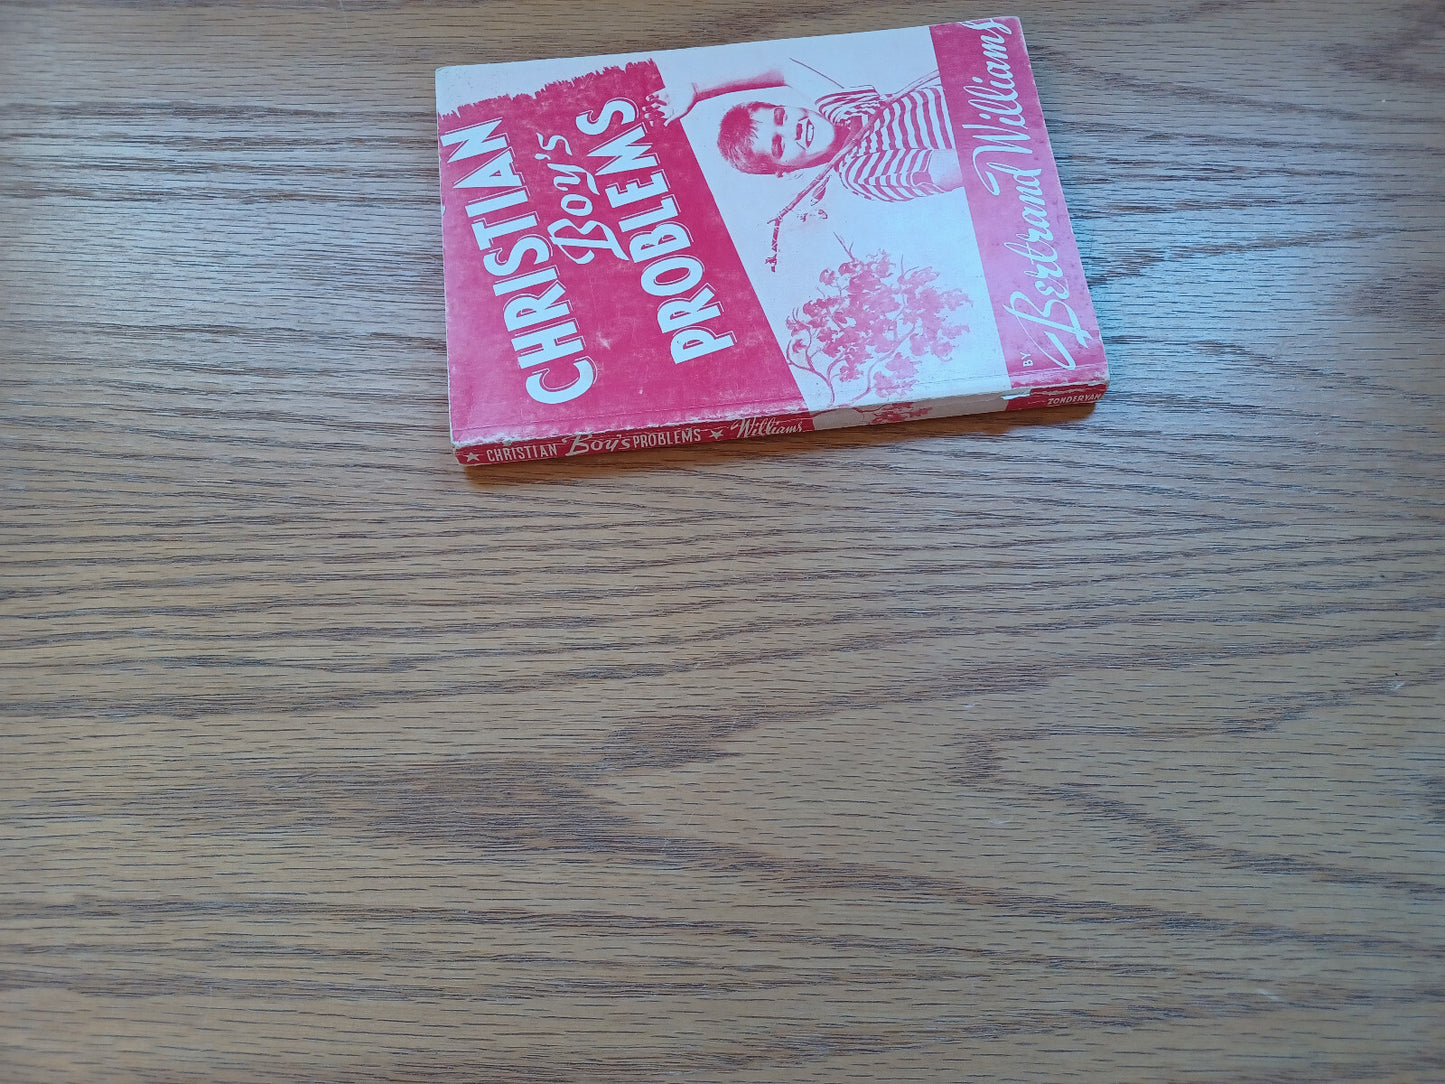 CHRISTIAN
Boy's
PROBLEMS
BY Bertrand Williams
★ CHRISTIAN Boy's PROBLEMS ★ Williams ZONDERVAN